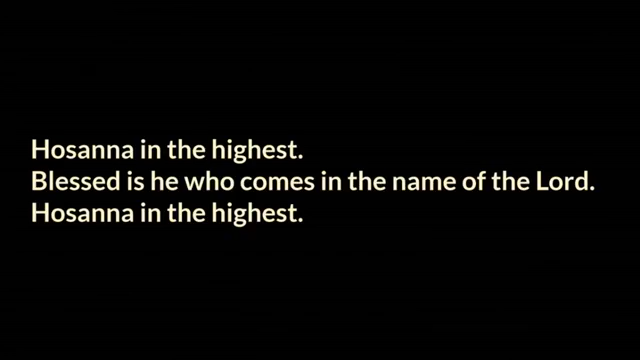 Hosanna in the highest.
Blessed is he who comes in the name of the Lord.
Hosanna in the highest.